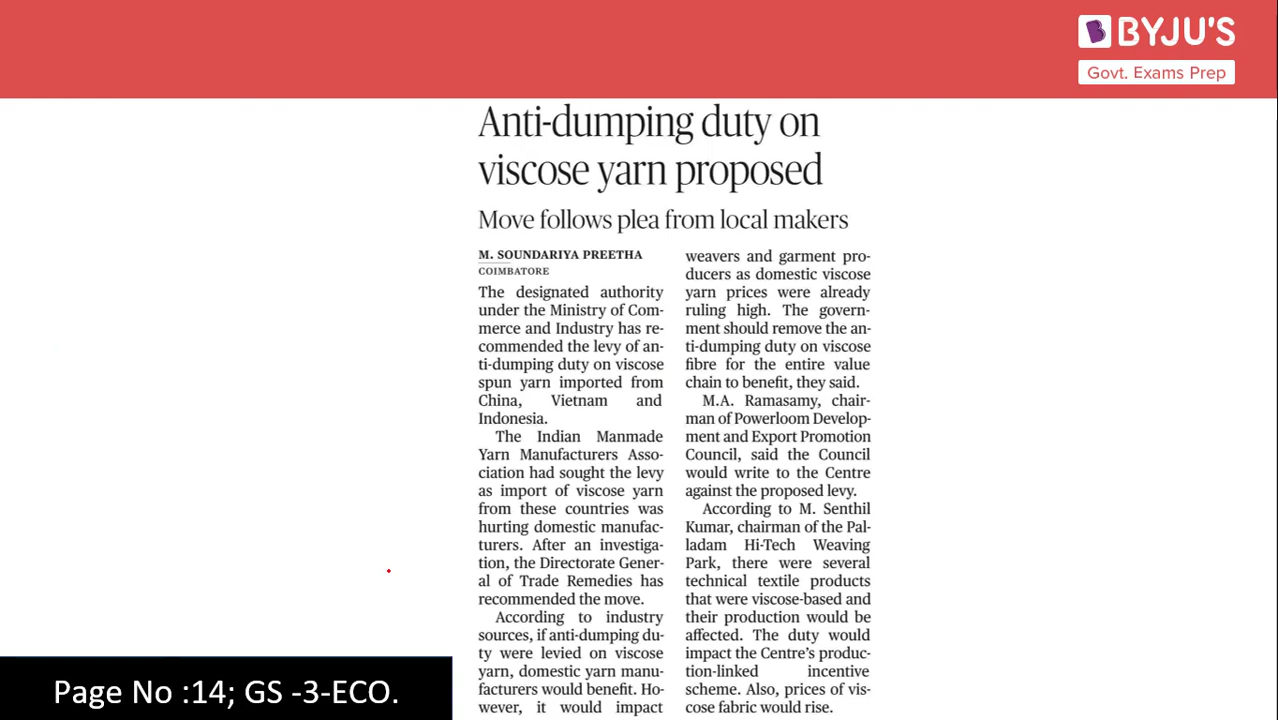 BYJU'S
Govt. Exams Prep
Anti-dumping duty on
viscose yarn proposed
Move follows plea from local makers
M. SOUNDARIYA PREETHA
COIMBATORE
The designated authority
under the Ministry of Com-
merce and Industry has re-
commended the levy of an-
ti-dumping duty on viscose
spun yarn imported from
China, Vietnam and
Indonesia.
The Indian Manmade
Yarn Manufacturers Asso-
ciation had sought the levy
as import of viscose yarn
from these countries was
hurting domestic manufac-
turers. After an investiga-
tion, the Directorate Gener-
al of Trade Remedies has
recommended the move.
According to industry
sources, if anti-dumping du-
ty were levied on viscose
yarn, domestic yarn manu-
facturers would benefit. Ho-
wever, it would impact
weavers and garment pro-
ducers as domestic viscose
yarn prices were already
ruling high. The govern-
ment should remove the an-
ti-dumping duty on viscose
fibre for the entire value
chain to benefit, they said.
M.A. Ramasamy, chair-
man of Powerloom Develop-
ment and Export Promotion
Council, said the Council
would write to the Centre
against the proposed levy.
According to M. Senthil
Kumar, chairman of the Pal-
ladam Hi-Tech Weaving
Park, there were several
technical textile products
that were viscose-based and
their production would be
affected. The duty would
impact the Centre's produc-
tion-linked incentive
scheme. Also, prices of vis-
cose fabric would rise.
Page No :14; GS -3-ECO.